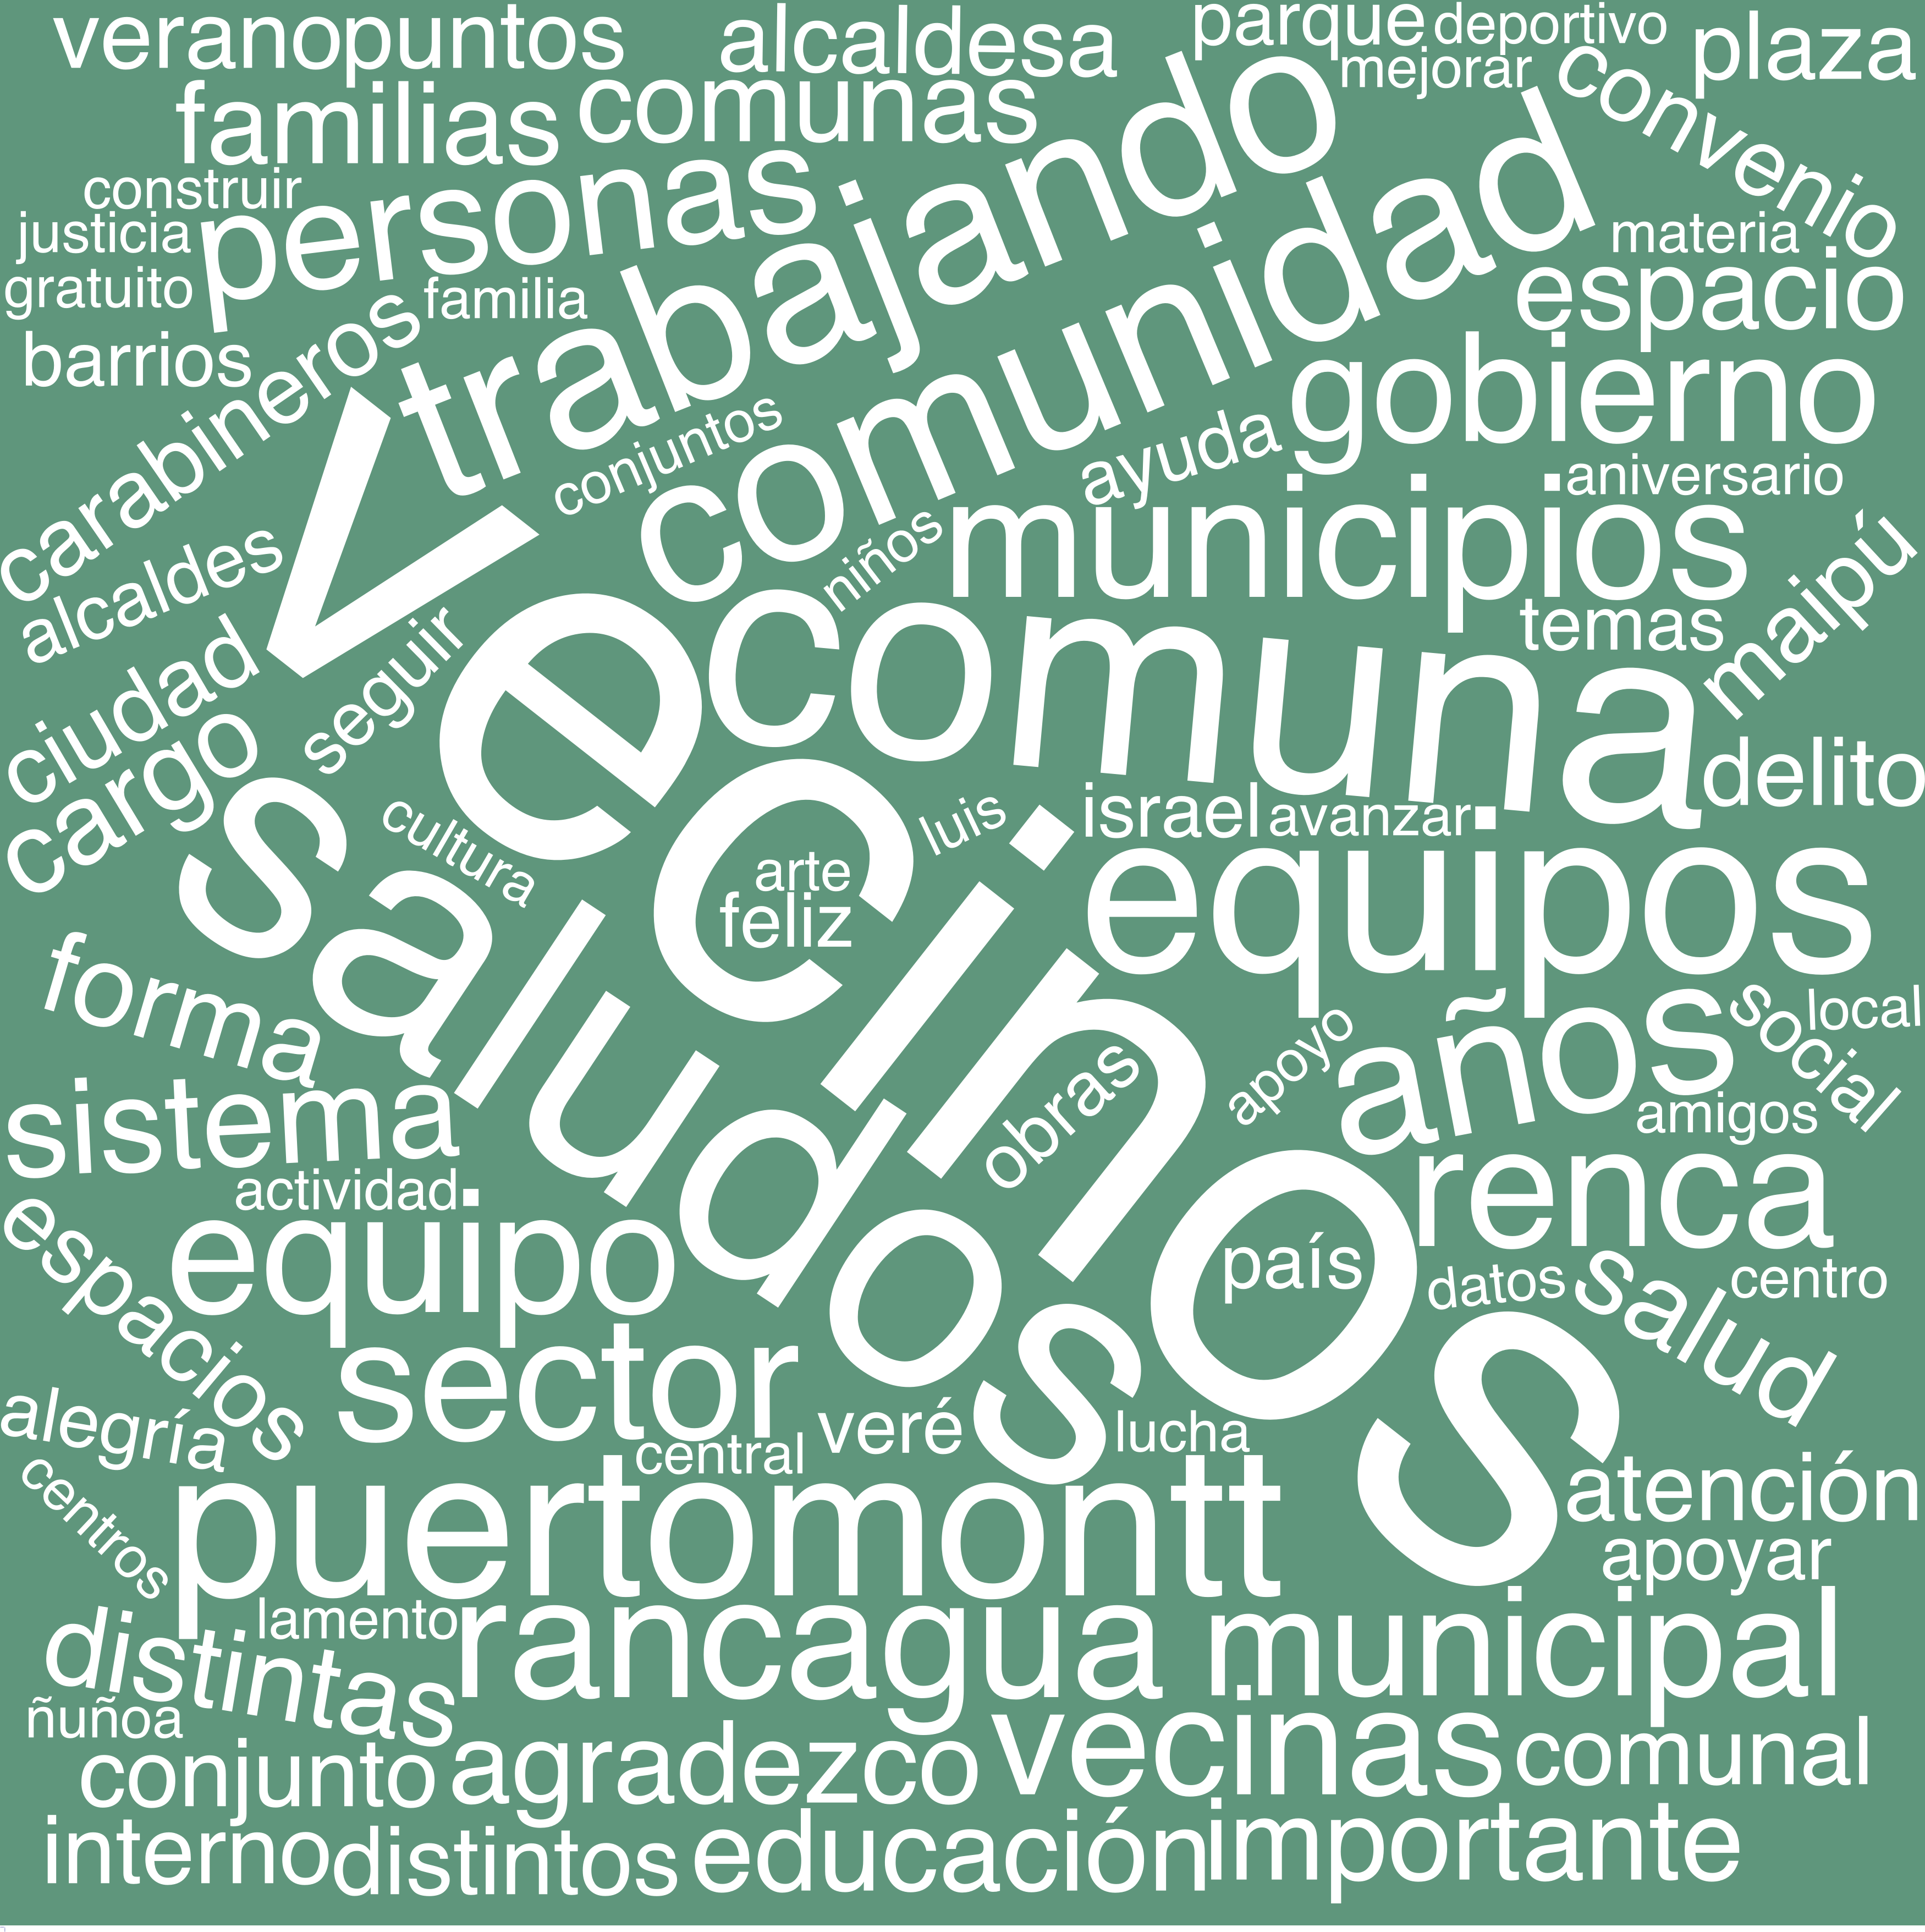 veranopuntos
alcaldesa
parque
deportivo
plaza
mejorar
convenio
familias
comunas
construir
personas
trabajando
comunidad
justicia
materia
gratuito
familia
espacio
barrios
carabineros
gobierno
conjuntos
ayuda
aniversario
municipios
niños
alcaldes
temas
maipú
ciudad
seguir
vecinos
comuna
cargo
delito
saludos
cultura
luis
israel
avanzar
arte
feliz
equipos
forma
años
social
local
apoyo
obras
amigos
sistema
actividad
renca
espacios
equipo
país
datos
salud
centro
sector
alegría
veré
lucha
central
centros
puertomontt
atención
apoyar
lamento
rancagua
municipal
distintas
ñuñoa
conjunto
agradezco
vecinas
comunal
interno
distintos
educación
importante